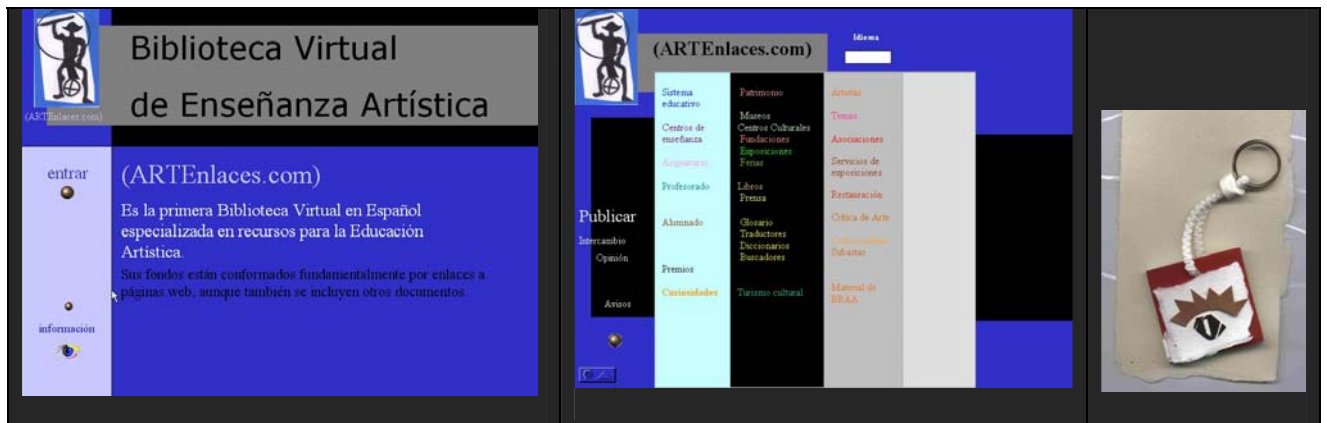 Biblioteca Virtual
de Enseñanza Artística
(ARTEnlaces.com)
entrar
(ARTEnlaces.com)
Es la primera Biblioteca Virtual en Español
especializada en recursos para la Educación
Artística.
Sus fondos están conformados fundamentalmente por enlaces a
páginas web, aunque también se incluyen otros documentos.
información
(ARTEnlaces.com)
Idioma
Sistema
educativo
Centros de
enseñanza
Asignaturas
Profesorado
Alumnado
Premios
Curiosidades
Patrimonio
Museos
Centros Culturales
Fundaciones
Exposiciones
Ferias
Libros
Prensa
Glosario
Traductores
Diccionarios
Buscadores
Turismo cultural
Artistas
Temas
Asociaciones
Servicios de
exposiciones
Restauración
Crítica de Arte
Subastas
Material de
BBAA
Publicar
Intercambio
Opinión
Avisos